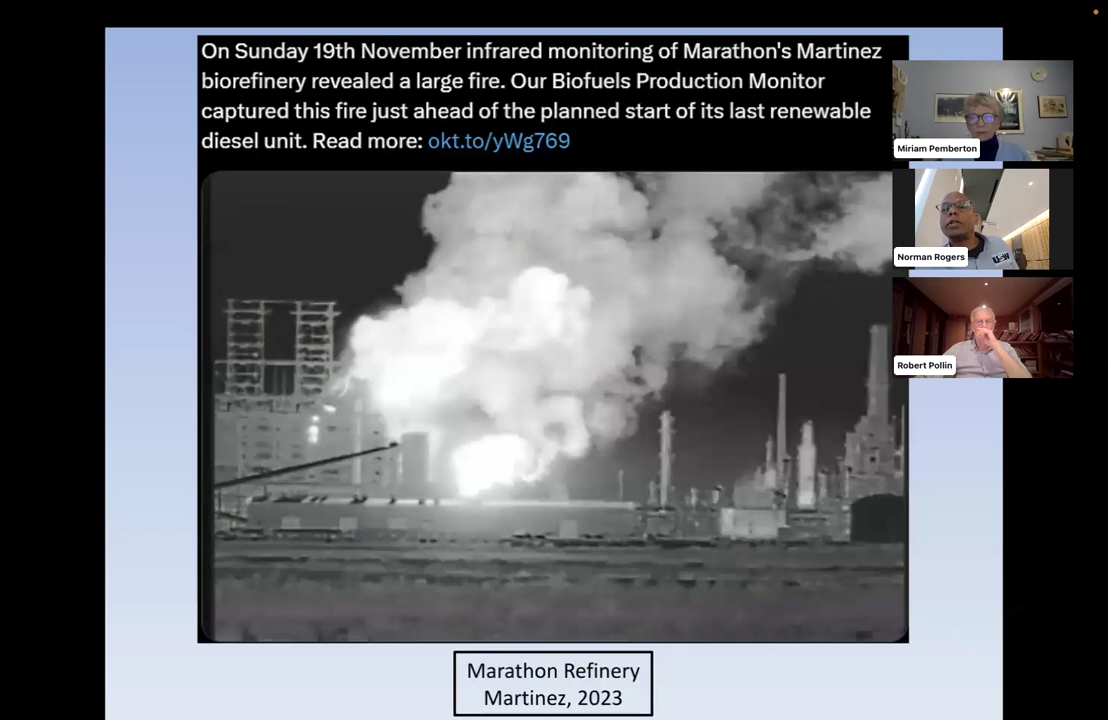 On Sunday 19th November infrared monitoring of Marathon's Martinez
biorefinery revealed a large fire. Our Biofuels Production Monitor
captured this fire just ahead of the planned start of its last renewable
diesel unit. Read more: okt.to/yWg769
Miriam Pemberton
Norman Rogers
Robert Pollin
Marathon Refinery
Martinez, 2023